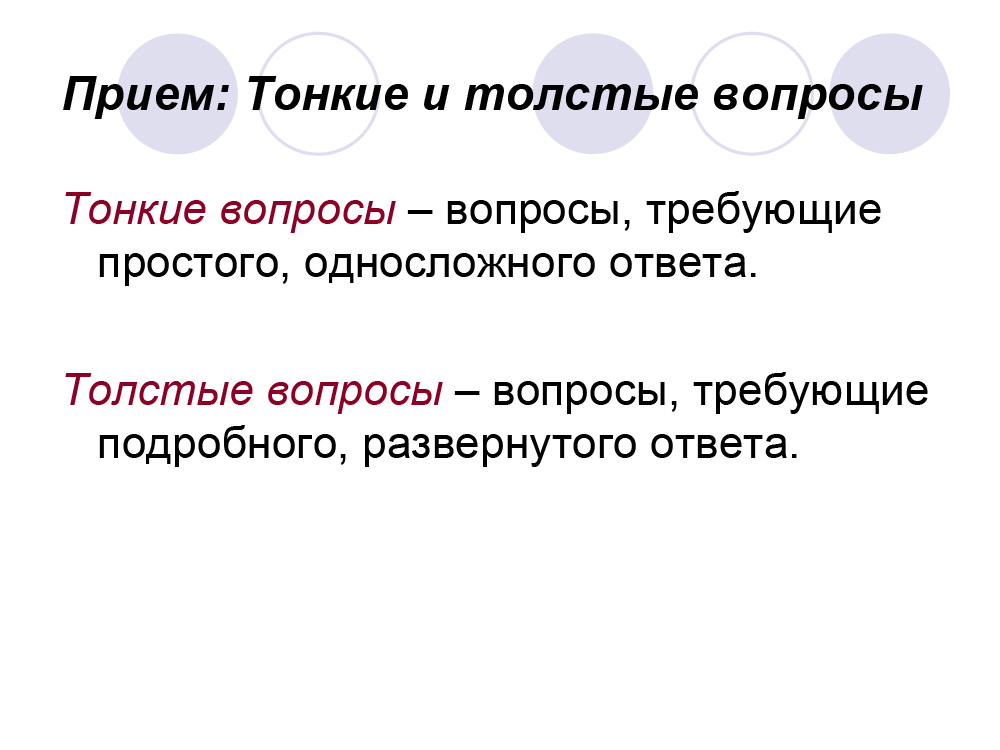 Прием: Тонкие и толстые вопросы
Тонкие вопросы – вопросы, требующие
простого, односложного ответа.
Толстые вопросы – вопросы, требующие
подробного, развернутого ответа.